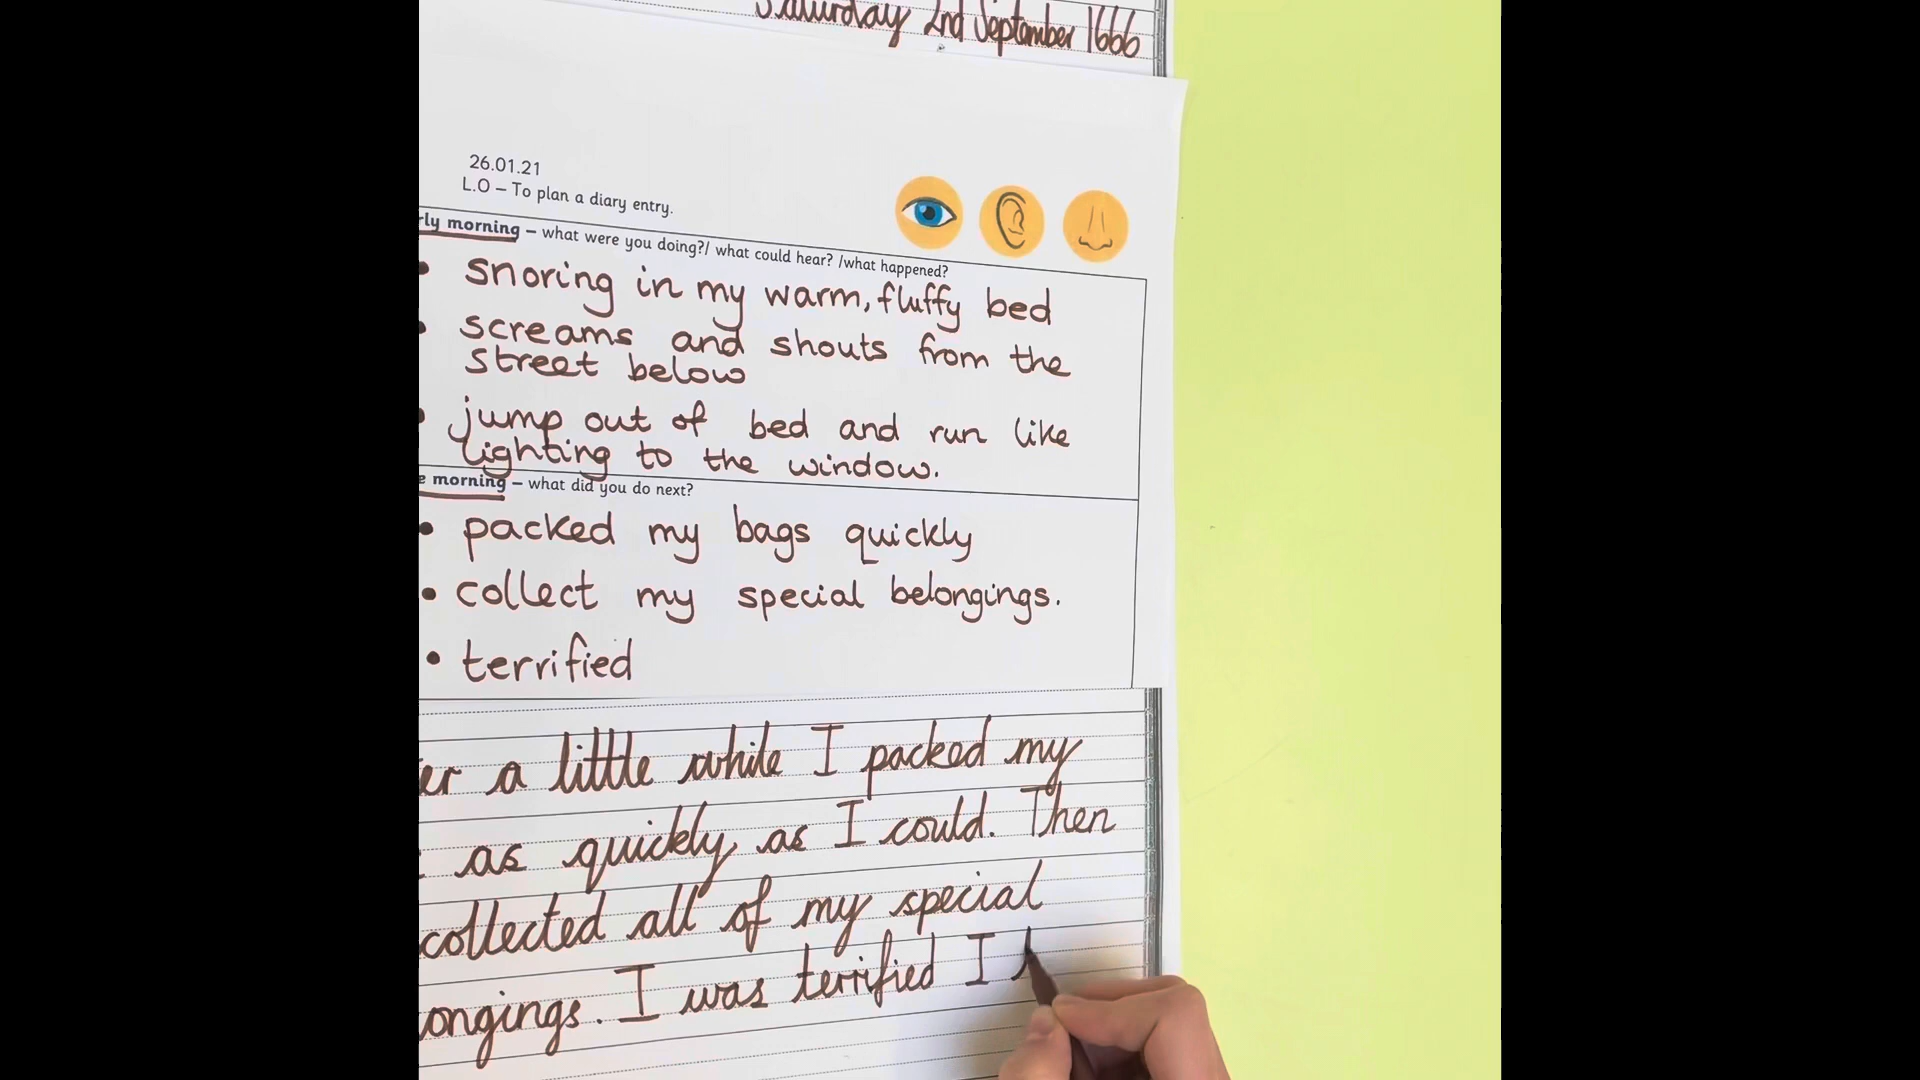 Saturday 2nd September 1666
26.01.21
L.O – To plan a diary entry.
rly morning – what were you doing?/ what could hear? /what happened?
• snoring in my warm, fluffy bed
• screams and shouts from the
street below
• jump out of bed and run like
lighting to the window.
e morning – what did you do next?
• packed my bags quickly
• collect my special belongings.
• terrified
er a little while I packed my
as quickly as I could. Then
collected all of my special
longings. I was terrified I